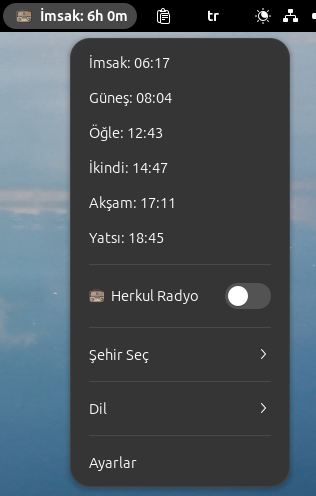 İmsak: 6h 0m
tr
İmsak: 06:17
Güneş: 08:04
Öğle: 12:43
İkindi: 14:47
Akşam: 17:11
Yatsı: 18:45
Herkul Radyo
Şehir Seç
Dil
Ayarlar